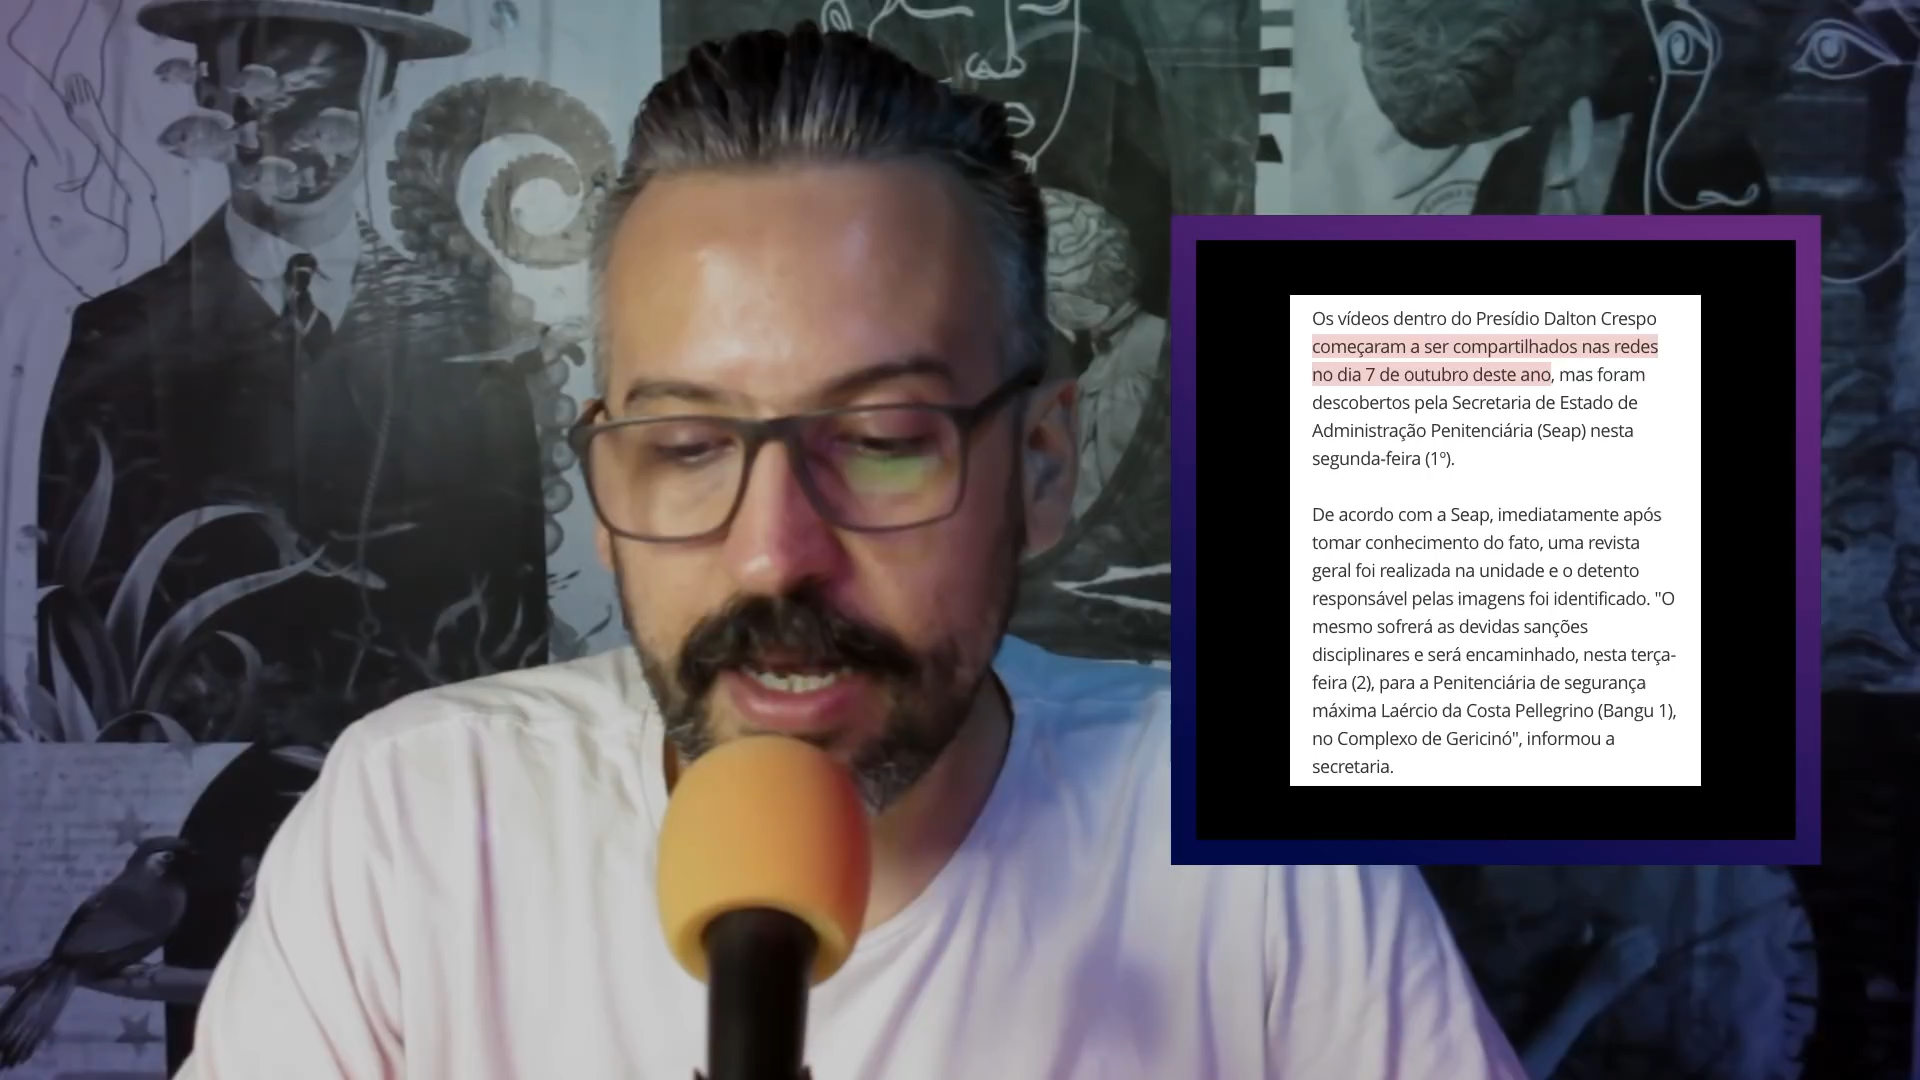 Os vídeos dentro do Presídio Dalton Crespo
começaram a ser compartilhados nas redes
no dia 7 de outubro deste ano, mas foram
descobertos pela Secretaria de Estado de
Administração Penitenciária (Seap) nesta
segunda-feira (1º).
De acordo com a Seap, imediatamente após
tomar conhecimento do fato, uma revista
geral foi realizada na unidade e o detento
responsável pelas imagens foi identificado. "O
mesmo sofrerá as devidas sanções
disciplinares e será encaminhado, nesta terça-
feira (2), para a Penitenciária de segurança
máxima Laércio da Costa Pellegrino (Bangu 1),
no Complexo de Gericinó", informou a
secretaria.